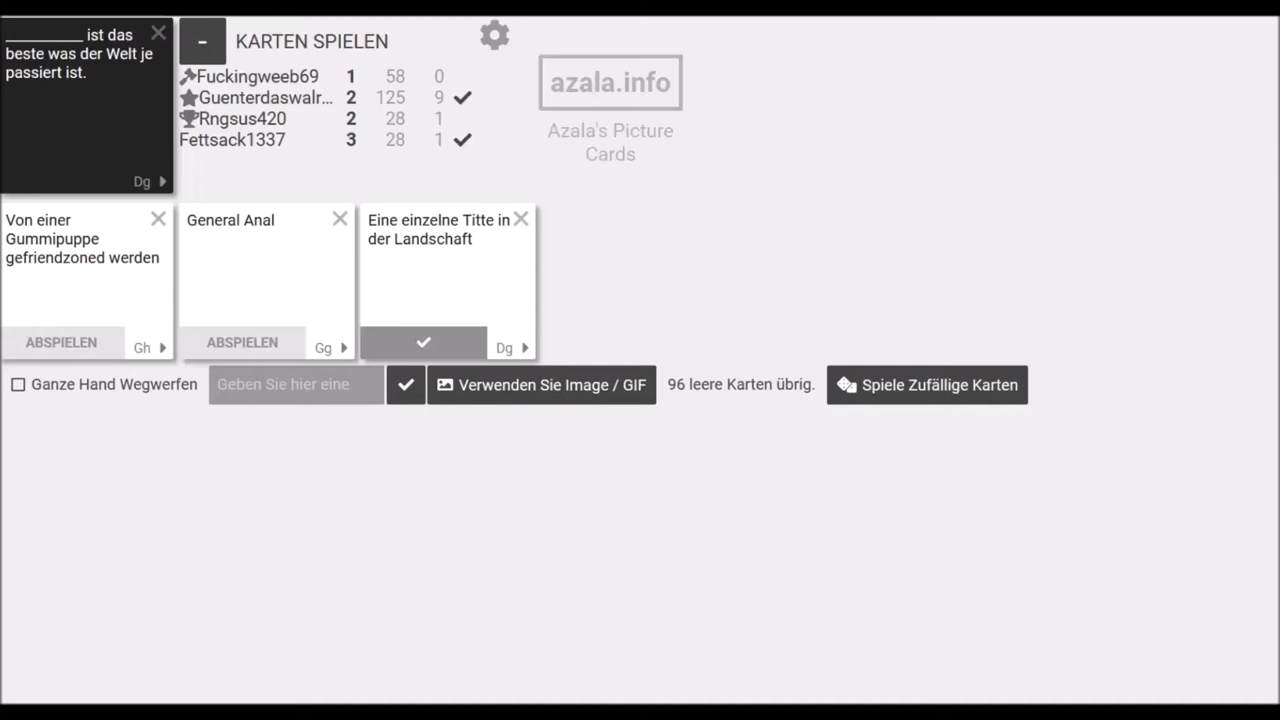 __________ ist das
beste was der Welt je
passiert ist.
Dg
-
KARTEN SPIELEN
Fuckingweeb69 1 58 0
Guenterdaswalr... 2 125 9
Rngsus420 2 28 1
Fettsack1337 3 28 1
azala.info
Azala's Picture
Cards
Von einer
Gummipuppe
gefriendzoned werden
ABSPIELEN
Gh
General Anal
ABSPIELEN
Gg
Eine einzelne Titte in
der Landschaft
Dg
Ganze Hand Wegwerfen
Geben Sie hier eine
Verwenden Sie Image / GIF
96 leere Karten übrig.
Spiele Zufällige Karten